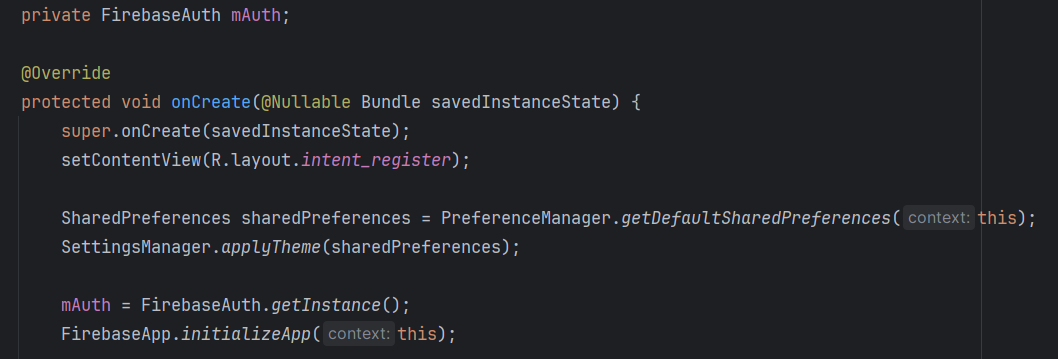 private FirebaseAuth mAuth;
@Override
protected void onCreate(@Nullable Bundle savedInstanceState) {
super.onCreate(savedInstanceState);
setContentView(R.layout.intent_register);
SharedPreferences sharedPreferences = PreferenceManager.getDefaultSharedPreferences( context: this);
SettingsManager.applyTheme(sharedPreferences);
mAuth = FirebaseAuth.getInstance();
FirebaseApp.initializeApp( context: this);